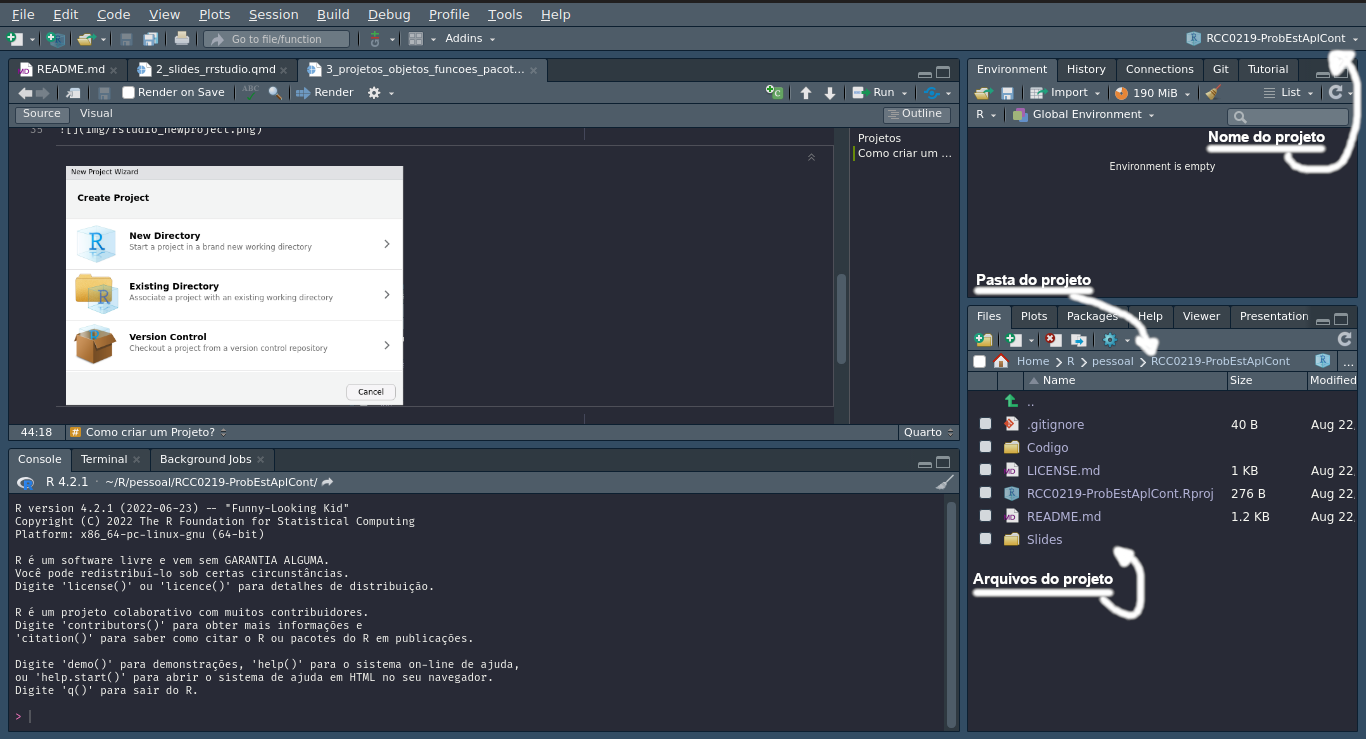 File Edit Code View Plots Session Build Debug Profile Tools Help
Go to file/function Addins RCC0219-ProbEstAplCont
README.md 2_slides_rrstudio.qmd 3_projetos_objetos_funcoes_pacot...
Render on Save ABC Render Run
Source Visual Outline
35 ![](img/rstudio_newproject.png)
New Project Wizard
Create Project
New Directory
Start a project in a brand new working directory
Existing Directory
Associate a project with an existing working directory
Version Control
Checkout a project from a version control repository
Cancel
Projetos
Como criar um ...
44:18 # Como criar um Projeto? Quarto
Console Terminal Background Jobs
R 4.2.1 · ~/R/pessoal/RCC0219-ProbEstAplCont/
R version 4.2.1 (2022-06-23) -- "Funny-Looking Kid"
Copyright (C) 2022 The R Foundation for Statistical Computing
Platform: x86_64-pc-linux-gnu (64-bit)
R é um software livre e vem sem GARANTIA ALGUMA.
Você pode redistribuí-lo sob certas circunstâncias.
Digite 'license()' ou 'licence()' para detalhes de distribuição.
R é um projeto colaborativo com muitos contribuidores.
Digite 'contributors()' para obter mais informações e
'citation()' para saber como citar o R ou pacotes do R em publicações.
Digite 'demo()' para demonstrações, 'help()' para o sistema on-line de ajuda,
ou 'help.start()' para abrir o sistema de ajuda em HTML no seu navegador.
Digite 'q()' para sair do R.
>
Environment History Connections Git Tutorial
Import 190 MiB List
R Global Environment
Nome do projeto
Environment is empty
Pasta do projeto
Files Plots Packages Help Viewer Presentation
Home R pessoal RCC0219-ProbEstAplCont R ...
Name Size Modified
..
.gitignore 40 B Aug 22,
Codigo
LICENSE.md 1 KB Aug 22,
RCC0219-ProbEstAplCont.Rproj 276 B Aug 22,
README.md 1.2 KB Aug 22,
Slides
Arquivos do projeto